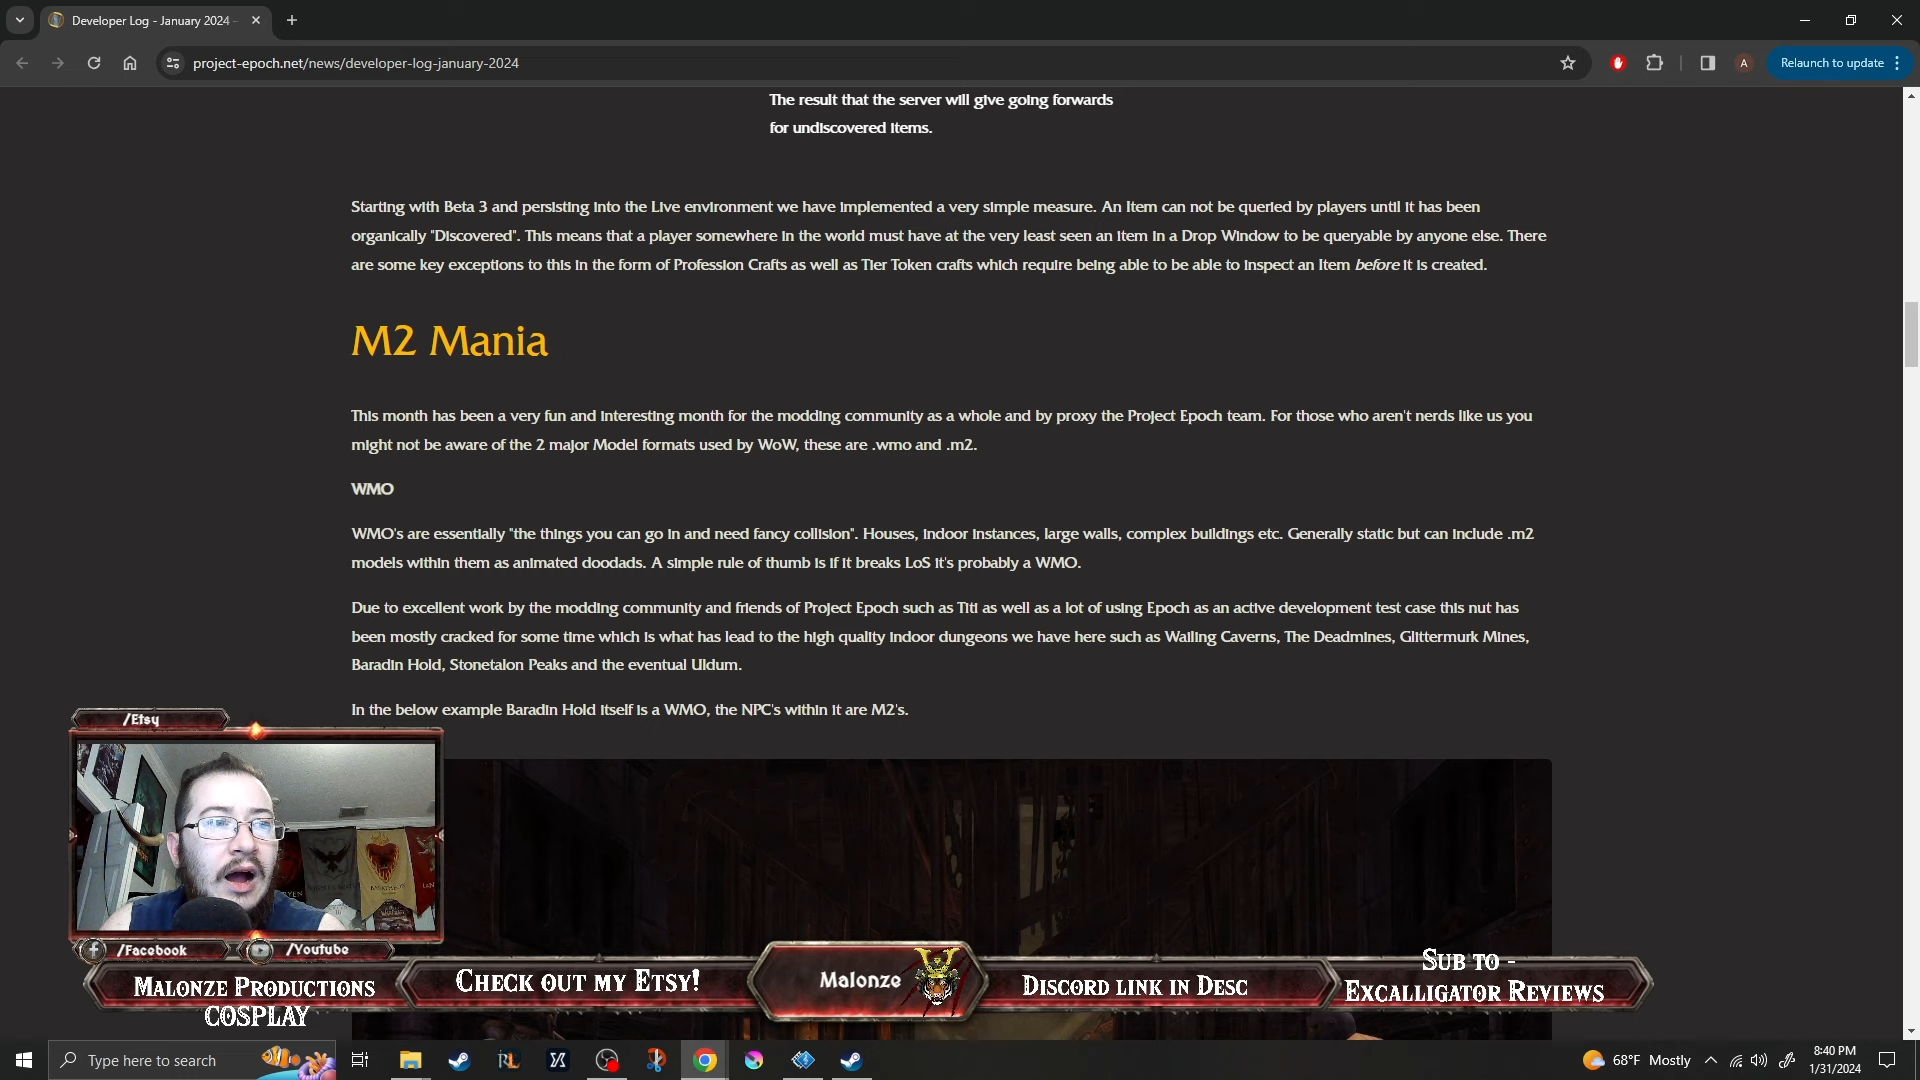 Developer Log - January 2024
project-epoch.net/news/developer-log-january-2024
A
Relaunch to update
The result that the server will give going forwards
for undiscovered items.
Starting with Beta 3 and persisting into the Live environment we have implemented a very simple measure. An Item can not be queried by players until it has been
organically "Discovered". This means that a player somewhere in the world must have at the very least seen an item in a Drop Window to be queryable by anyone else. There
are some key exceptions to this in the form of Profession Crafts as well as Tier Token crafts which require being able to be able to inspect an Item before it is created.
M2 Mania
This month has been a very fun and interesting month for the modding community as a whole and by proxy the Project Epoch team. For those who aren't nerds like us you
might not be aware of the 2 major Model formats used by WoW, these are .wmo and .m2.
WMO
WMO's are essentially "the things you can go in and need fancy collision". Houses, indoor instances, large walls, complex buildings etc. Generally static but can include .m2
models within them as animated doodads. A simple rule of thumb is if it breaks LoS it's probably a WMO.
Due to excellent work by the modding community and friends of Project Epoch such as Titi as well as a lot of using Epoch as an active development test case this nut has
been mostly cracked for some time which is what has lead to the high quality indoor dungeons we have here such as Wailing Caverns, The Deadmines, Glittermurk Mines,
Baradin Hold, Stonetalon Peaks and the eventual Uldum.
In the below example Baradin Hold itself is a WMO, the NPC's within it are M2's.
/Etsy
/Facebook
/Youtube
Malonze Productions
COSPLAY
Check out my Etsy!
Malonze
Discord link in Desc
Sub to -
Excalligator Reviews
Type here to search
RL
68°F Mostly
8:40 PM
1/31/2024